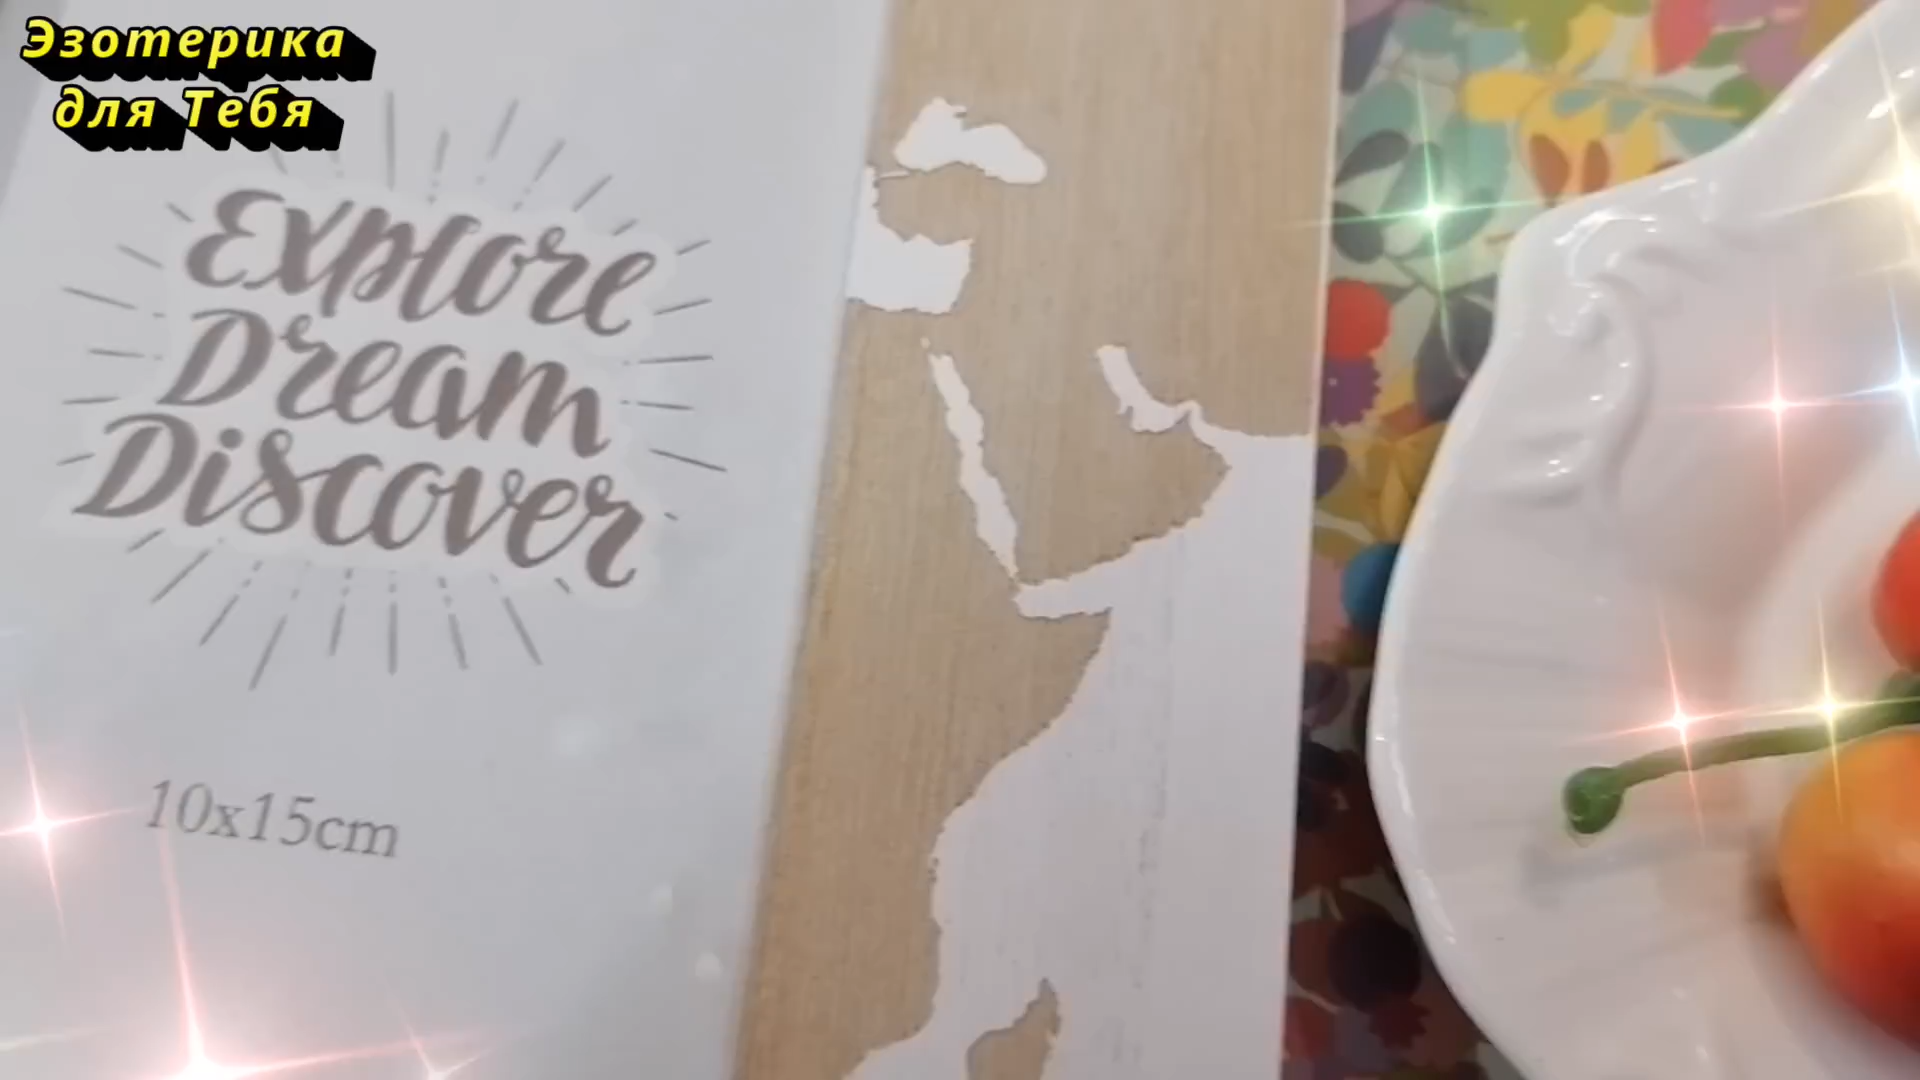 Эзотерика
для Тебя
Explore
Dream
Discover
10x15cm